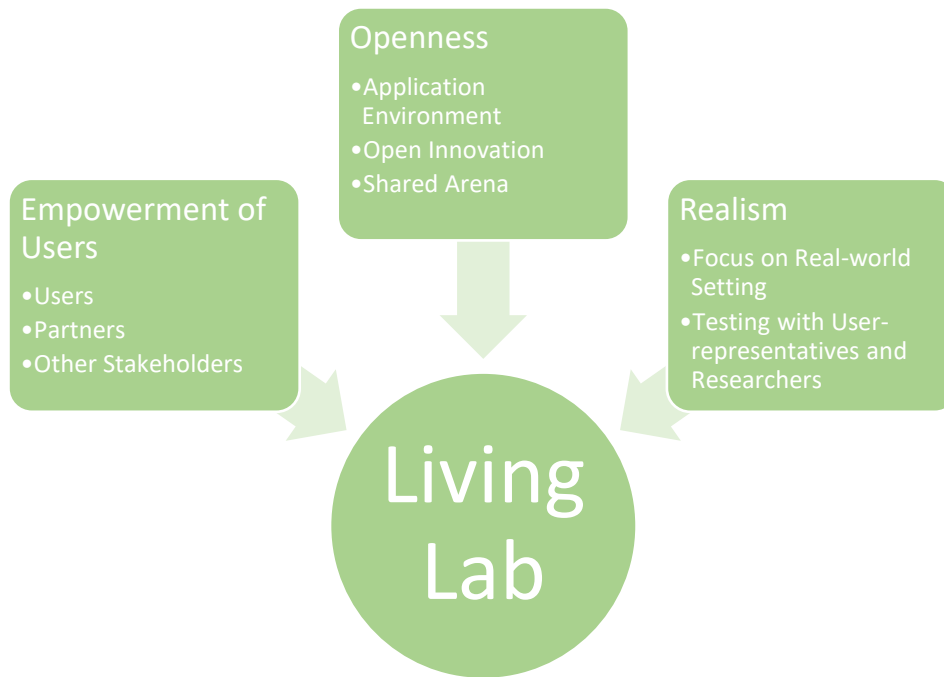 Openness
•Application
Environment
•Open Innovation
•Shared Arena
Empowerment of
Users
•Users
•Partners
•Other Stakeholders
Realism
•Focus on Real-world
Setting
•Testing with User-
representatives and
Researchers
Living
Lab